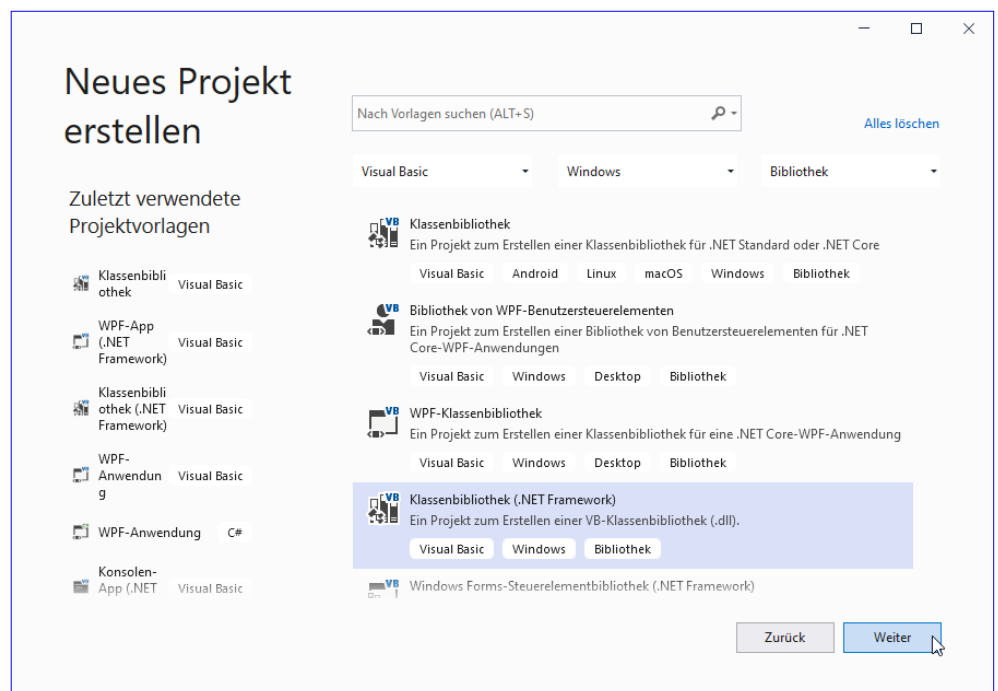 Neues Projekt
erstellen
Zuletzt verwendete
Projektvorlagen
Klassenbibli
othek
Visual Basic
WPF-App
(.NET
Framework)
Visual Basic
Klassenbibli
othek (.NET
Framework)
Visual Basic
WPF-
Anwendun
g
Visual Basic
WPF-Anwendung C#
Konsolen-
App (.NET
Visual Basic
Nach Vorlagen suchen (ALT+S)
Alles löschen
Visual Basic Windows Bibliothek
VB
Klassenbibliothek
Ein Projekt zum Erstellen einer Klassenbibliothek für .NET Standard oder .NET Core
Visual Basic Android Linux macOS Windows Bibliothek
VB
Bibliothek von WPF-Benutzersteuerelementen
Ein Projekt zum Erstellen einer Bibliothek von Benutzersteuerelementen für .NET
Core-WPF-Anwendungen
Visual Basic Windows Desktop Bibliothek
VB
WPF-Klassenbibliothek
Ein Projekt zum Erstellen einer Klassenbibliothek für eine .NET Core-WPF-Anwendung
Visual Basic Windows Desktop Bibliothek
VB
Klassenbibliothek (.NET Framework)
Ein Projekt zum Erstellen einer VB-Klassenbibliothek (.dll).
Visual Basic Windows Bibliothek
VB
Windows Forms-Steuerelementbibliothek (.NET Framework)
Zurück Weiter